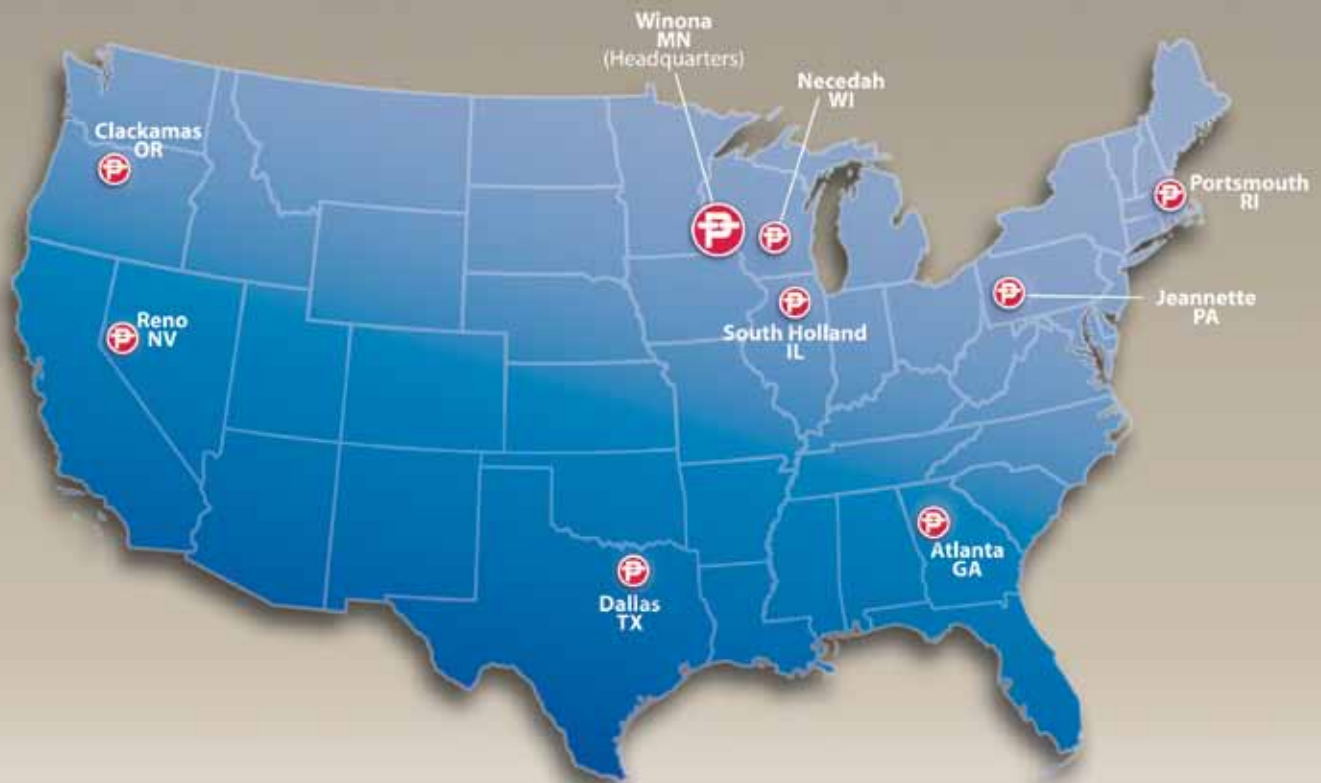 Winona
MN
(Headquarters)
Necedah
WI
Clackamas
OR
Portsmouth
RI
Reno
NV
South Holland
IL
Jeannette
PA
Atlanta
GA
Dallas
TX